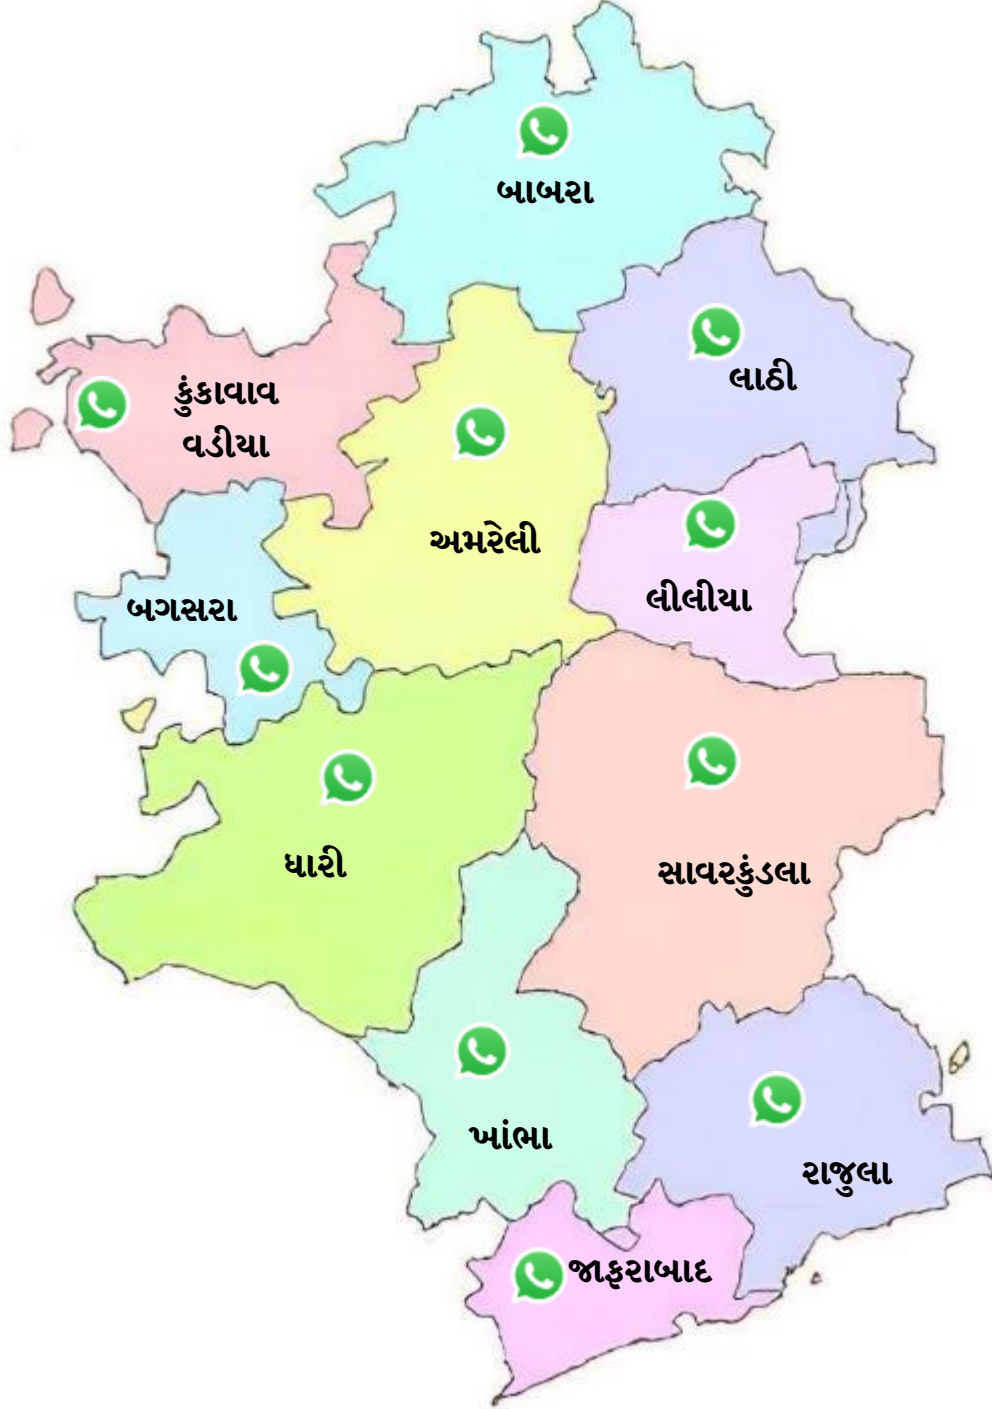 બાબરા
લાઠી
કુંકાવાવ
વડીયા
અમરેલી
લીલીયા
બગસરા
ધારી
સાવરકુંડલા
ખાંભા
રાજુલા
જાફરાબાદ